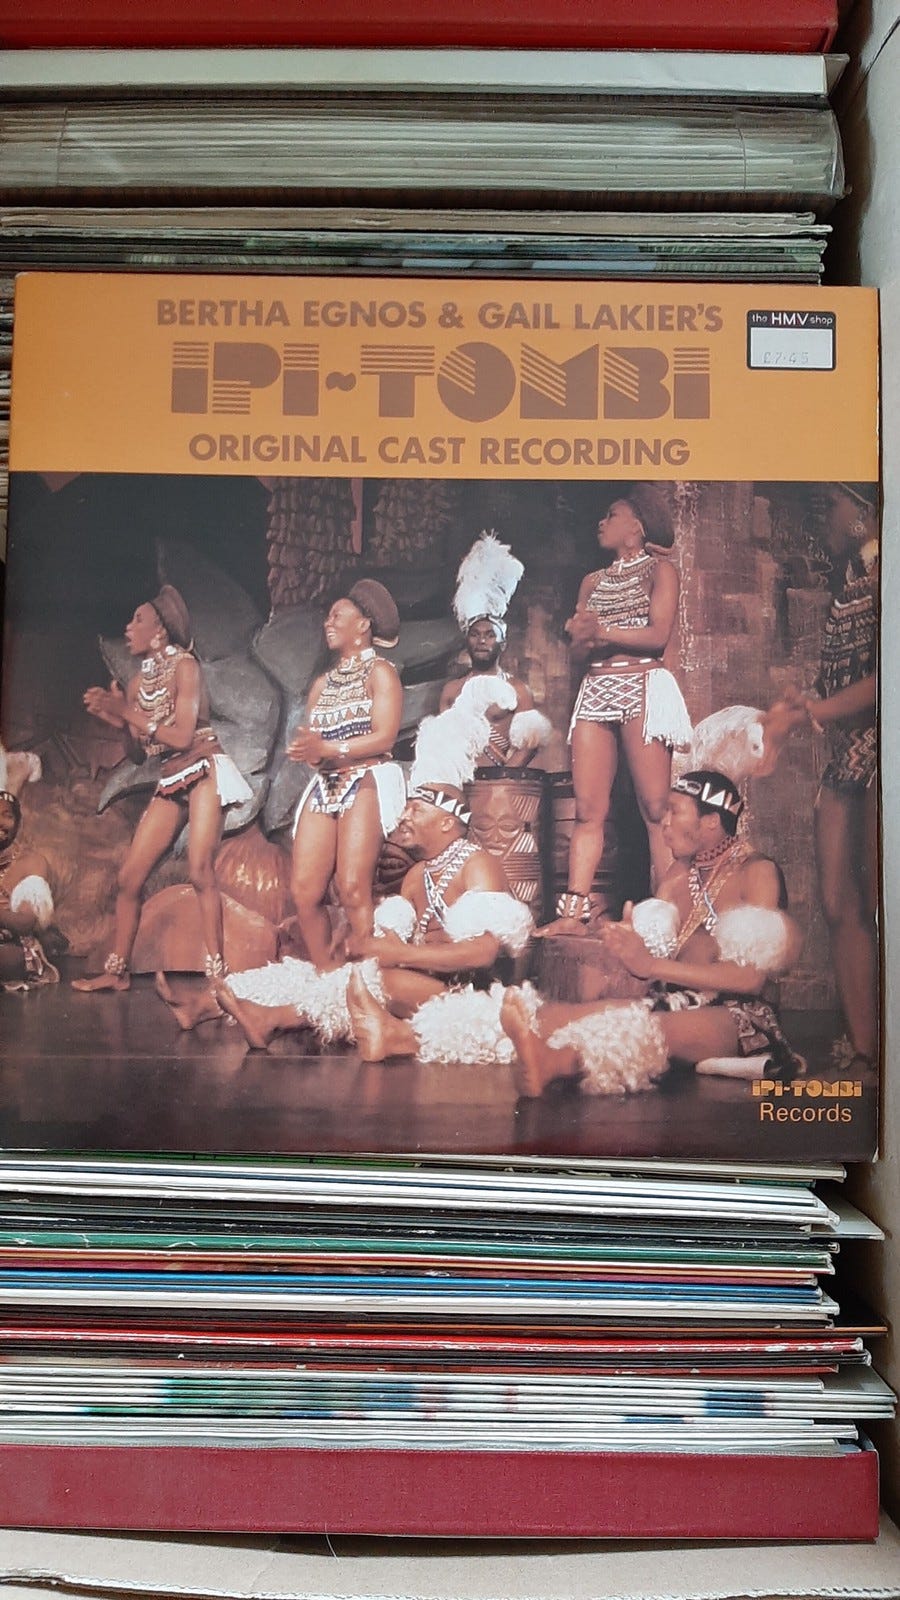 BERTHA EGNOS & GAIL LAKIER'S
IPI~TOMBI
ORIGINAL CAST RECORDING
the HMV shop
£7.45
IPI~TOMBI
Records